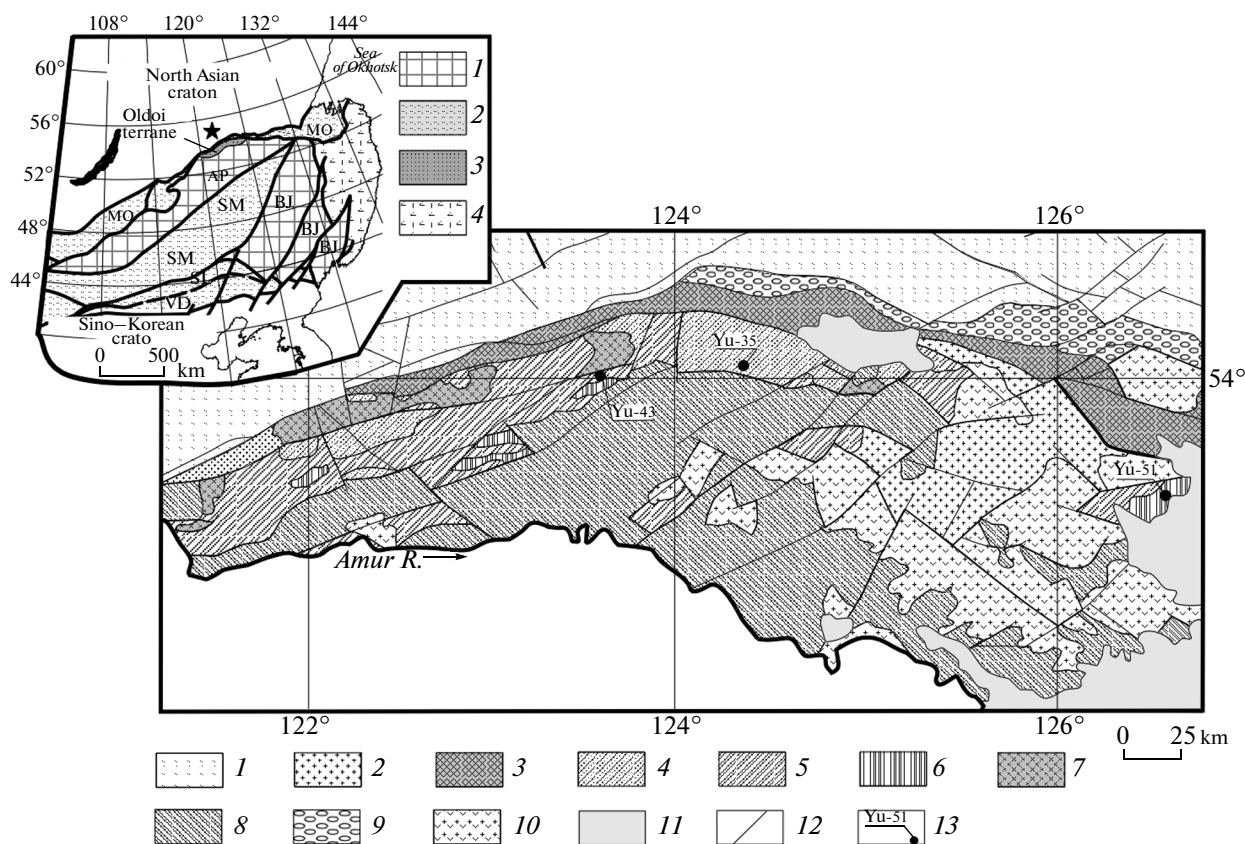 108° 120° 132° 144°
60°
56°
52°
48°
44°
Sea
of Okhotsk
North Asian
craton
Oldoi
terrane
MO
AP
SM
BJ
MO
BJ
BJ
SM
SL
VD
Sino–Korean
crato
0 500
km
1
2
3
4
124° 126°
54°
Yu-35
Yu-43
Yu-51
Amur R.
122° 124° 126°
0 25 km
1 2 3 4 5 6 7
8 9 10 11 12 Yu-51 13